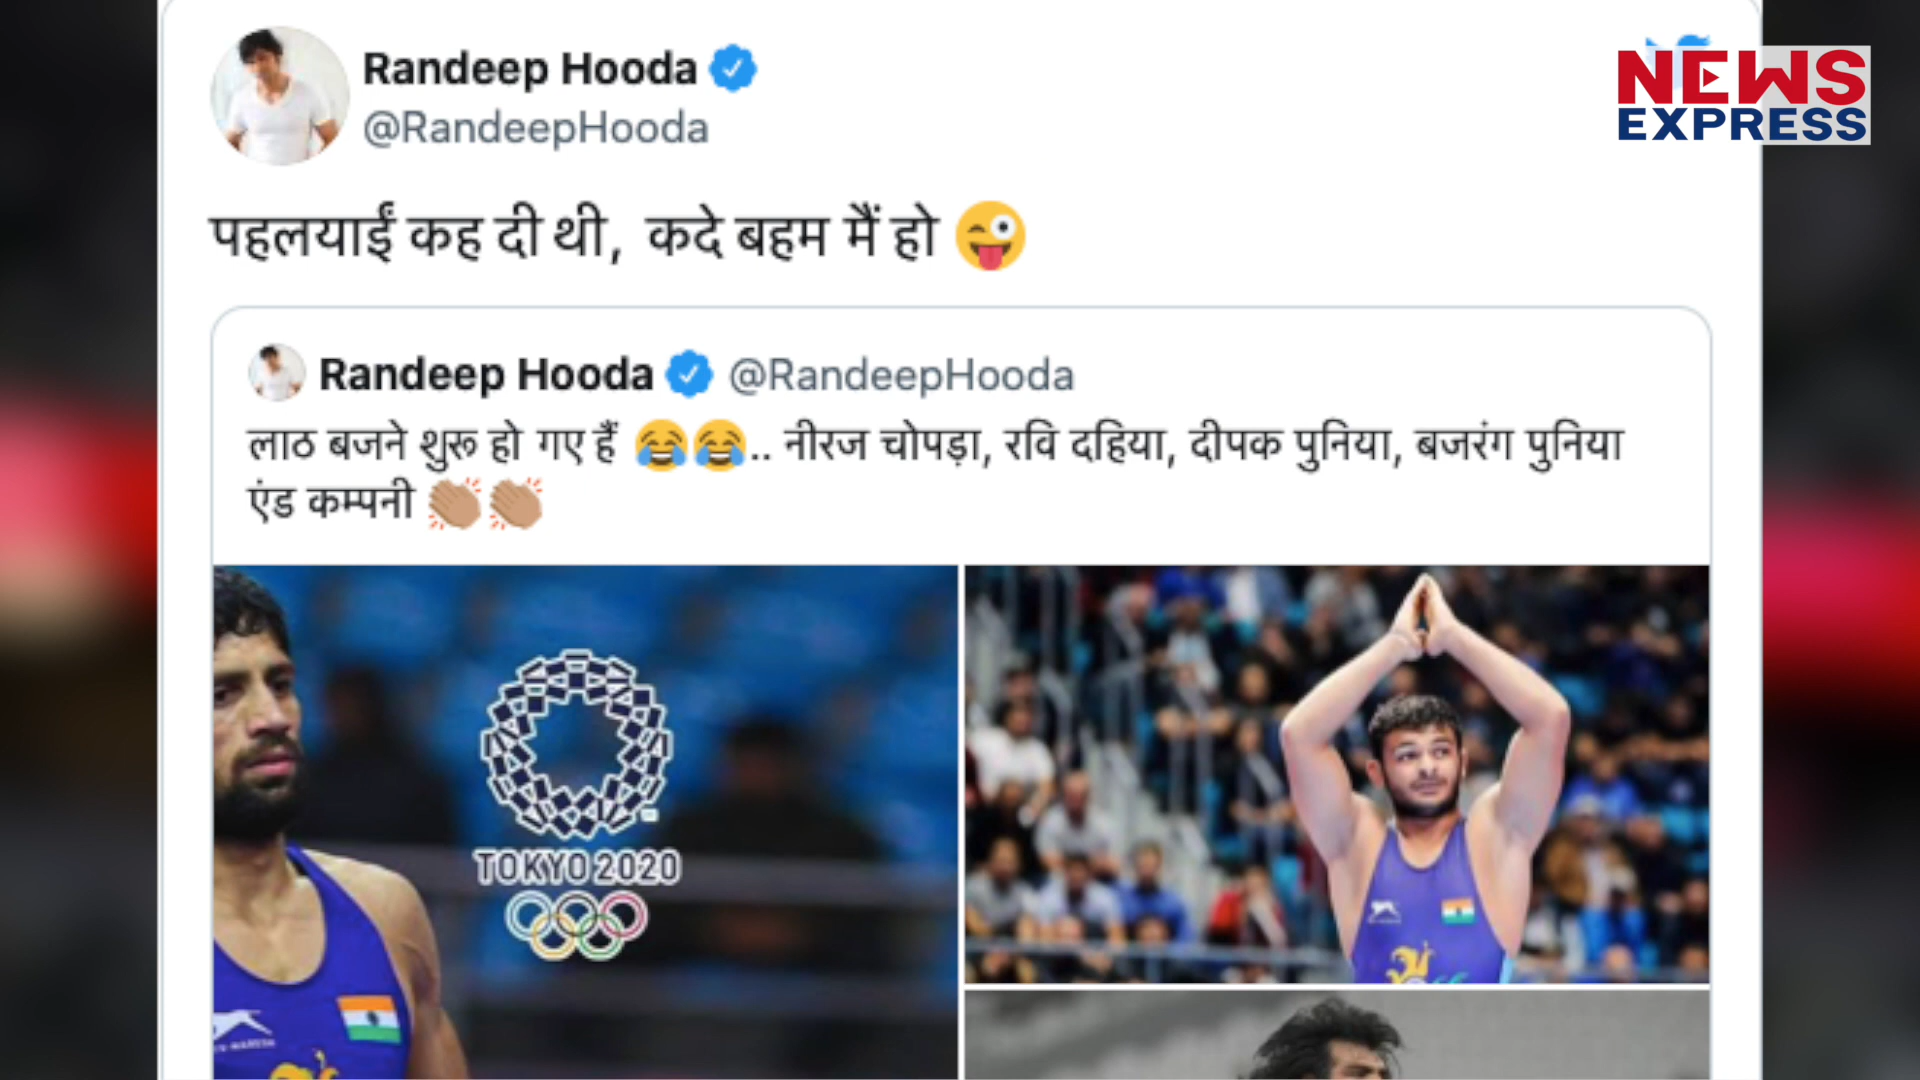 Randeep Hooda
@RandeepHooda
NEWS
EXPRESS
पहलयाईं कह दी थी, कदे बहम मैं हो 😜
Randeep Hooda @RandeepHooda
लाठ बजने शुरू हो गए हैं 😂😂.. नीरज चोपड़ा, रवि दहिया, दीपक पुनिया, बजरंग पुनिया
एंड कम्पनी 👏🏽👏🏽
TOKYO 2020